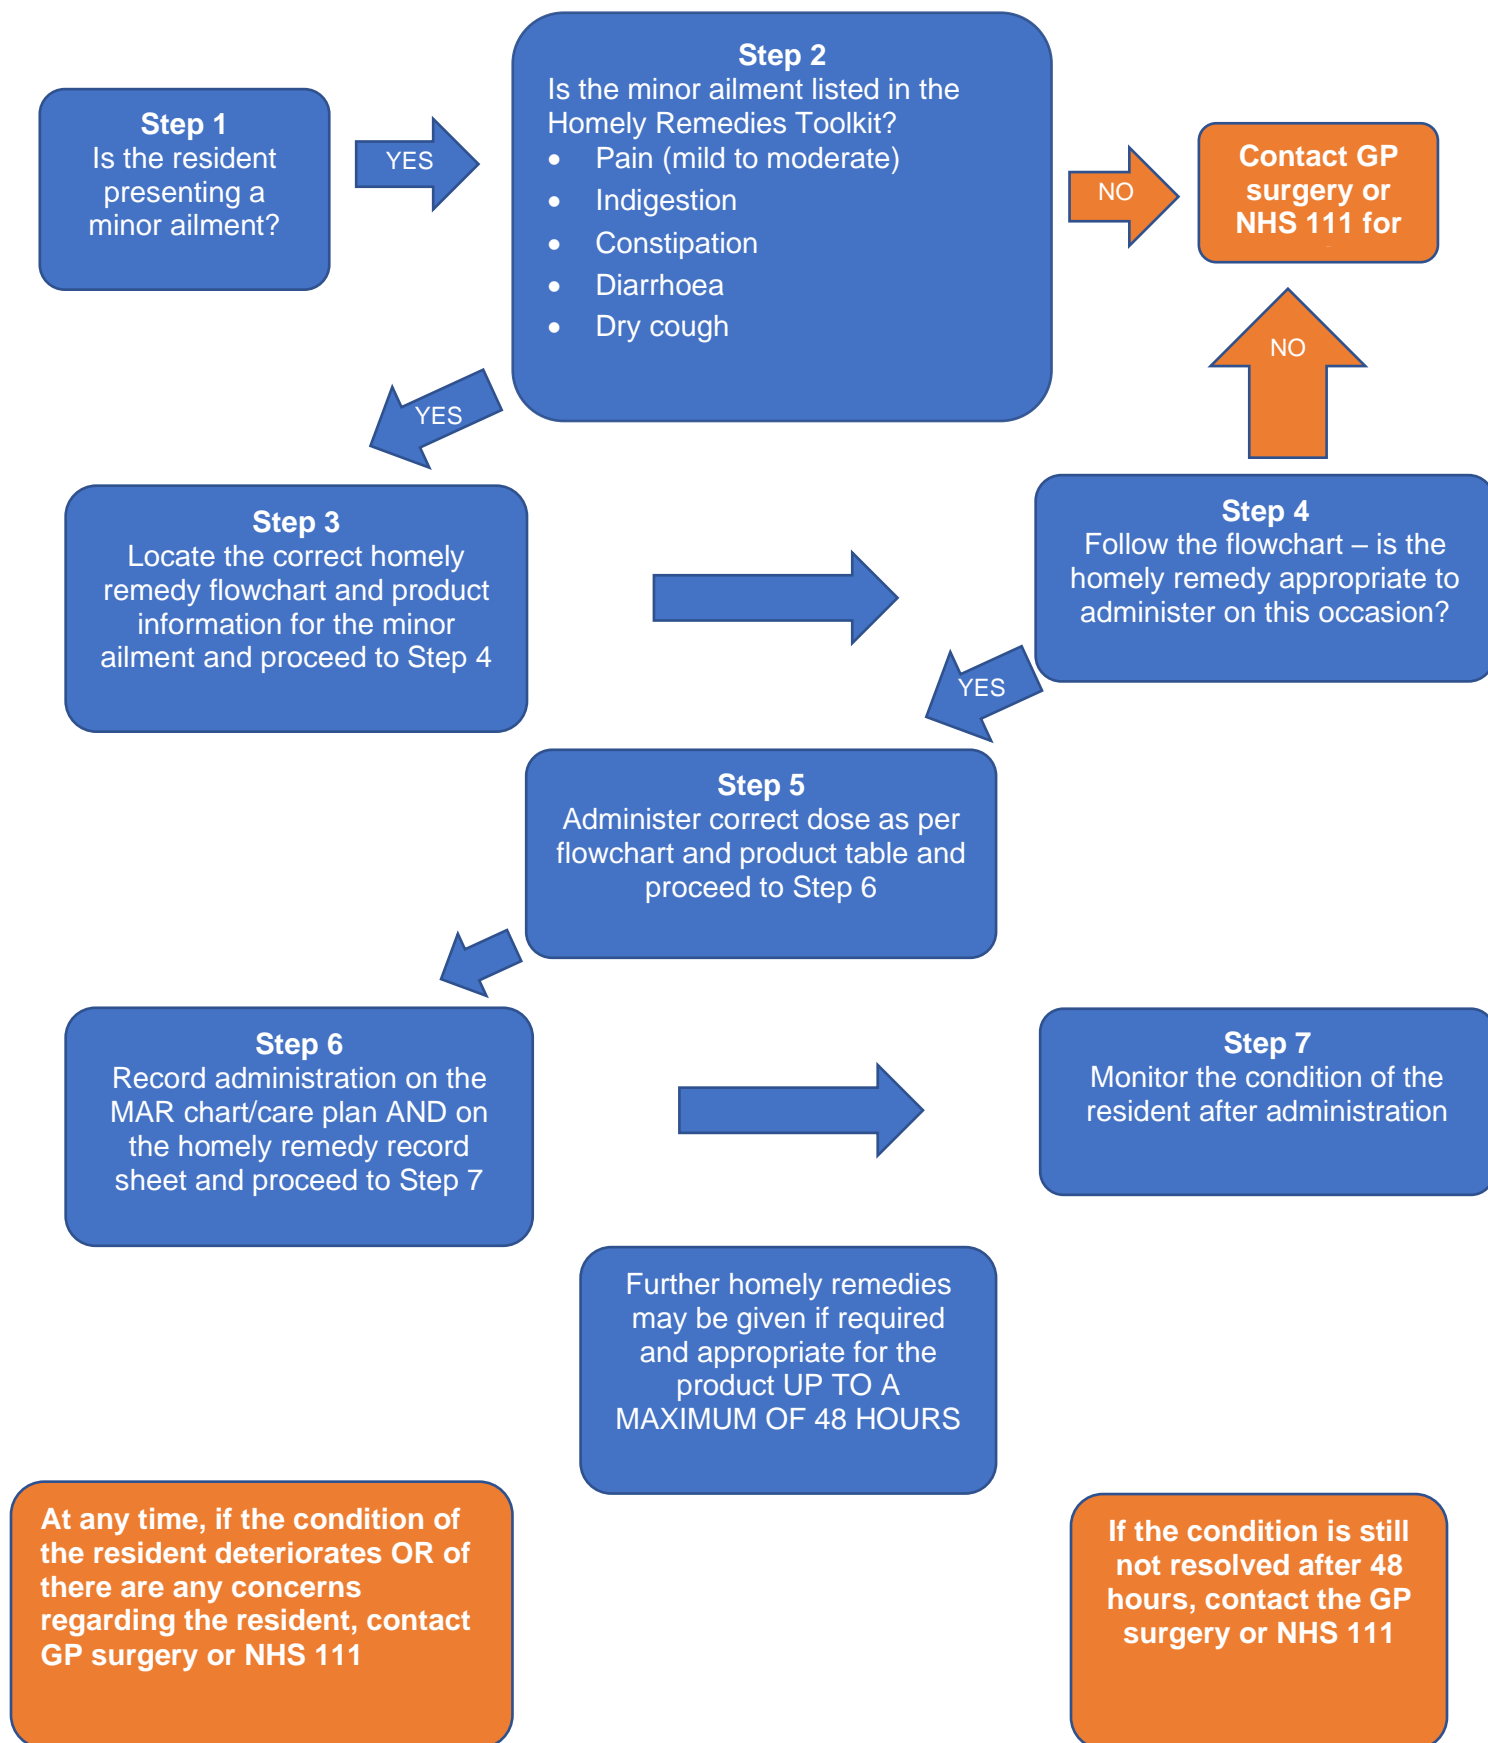 Step 1
Is the resident
presenting a
minor ailment?
YES
Step 2
Is the minor ailment listed in the
Homely Remedies Toolkit?
• Pain (mild to moderate)
• Indigestion
• Constipation
• Diarrhoea
• Dry cough
NO
Contact GP
surgery or
NHS 111 for
NO
YES
Step 3
Locate the correct homely
remedy flowchart and product
information for the minor
ailment and proceed to Step 4
Step 4
Follow the flowchart – is the
homely remedy appropriate to
administer on this occasion?
YES
Step 5
Administer correct dose as per
flowchart and product table and
proceed to Step 6
Step 6
Record administration on the
MAR chart/care plan AND on
the homely remedy record
sheet and proceed to Step 7
Step 7
Monitor the condition of the
resident after administration
Further homely remedies
may be given if required
and appropriate for the
product UP TO A
MAXIMUM OF 48 HOURS
At any time, if the condition of
the resident deteriorates OR of
there are any concerns
regarding the resident, contact
GP surgery or NHS 111
If the condition is still
not resolved after 48
hours, contact the GP
surgery or NHS 111